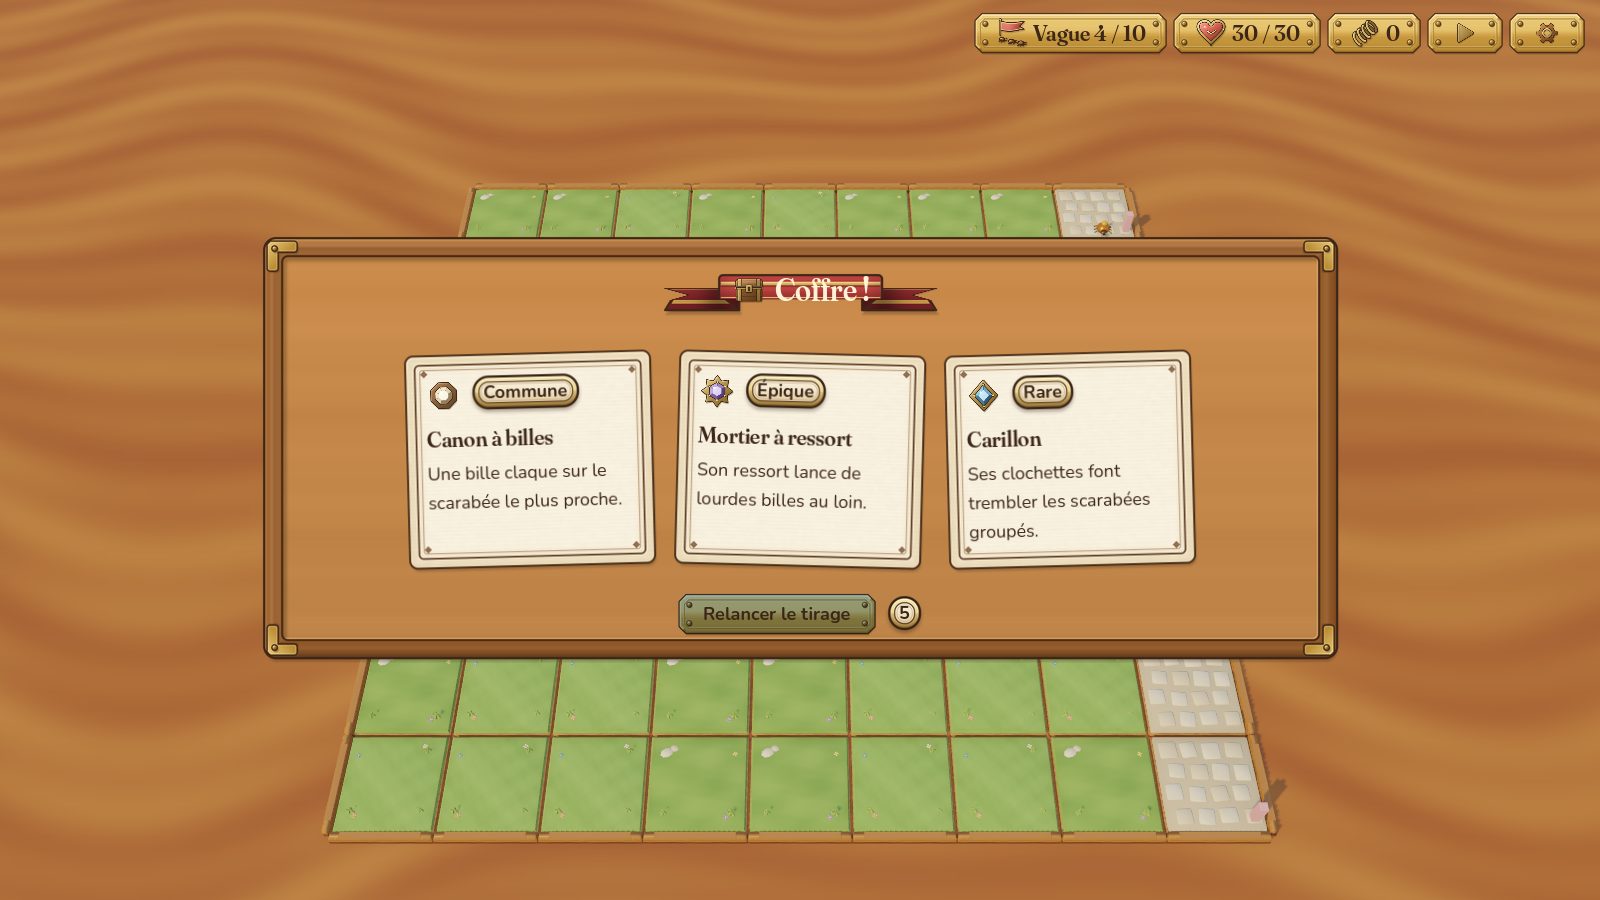 Vague 4 / 10
30 / 30
0
Coffre !
Commune
Canon à billes
Une bille claque sur le
scarabée le plus proche.
Épique
Mortier à ressort
Son ressort lance de
lourdes billes au loin.
Rare
Carillon
Ses clochettes font
trembler les scarabées
groupés.
Relancer le tirage
5